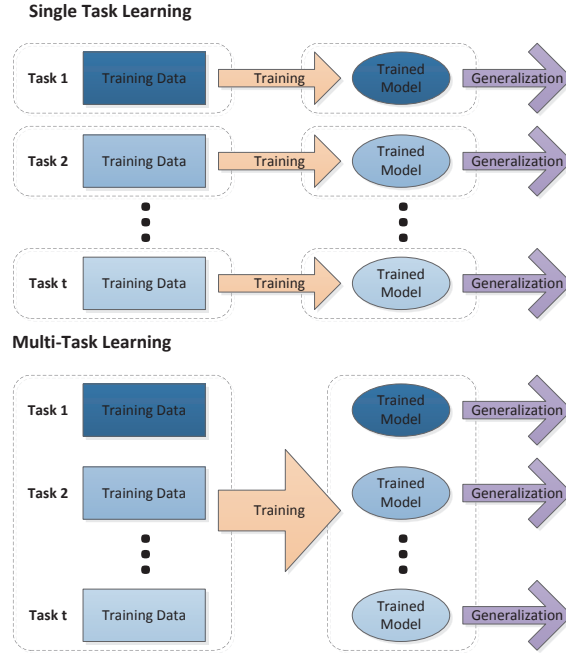 Single Task Learning
Task 1 Training Data Training Trained Model Generalization
Task 2 Training Data Training Trained Model Generalization
Task t Training Data Training Trained Model Generalization
Multi-Task Learning
Task 1 Training Data Trained Model Generalization
Task 2 Training Data Training Trained Model Generalization
Task t Training Data Trained Model Generalization